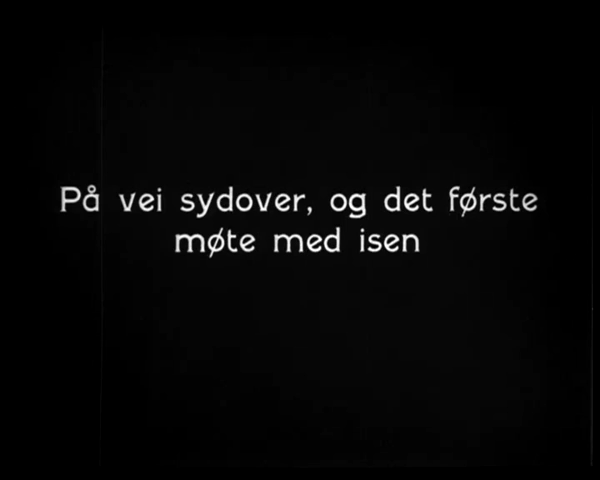 På vei sydover, og det første
møte med isen